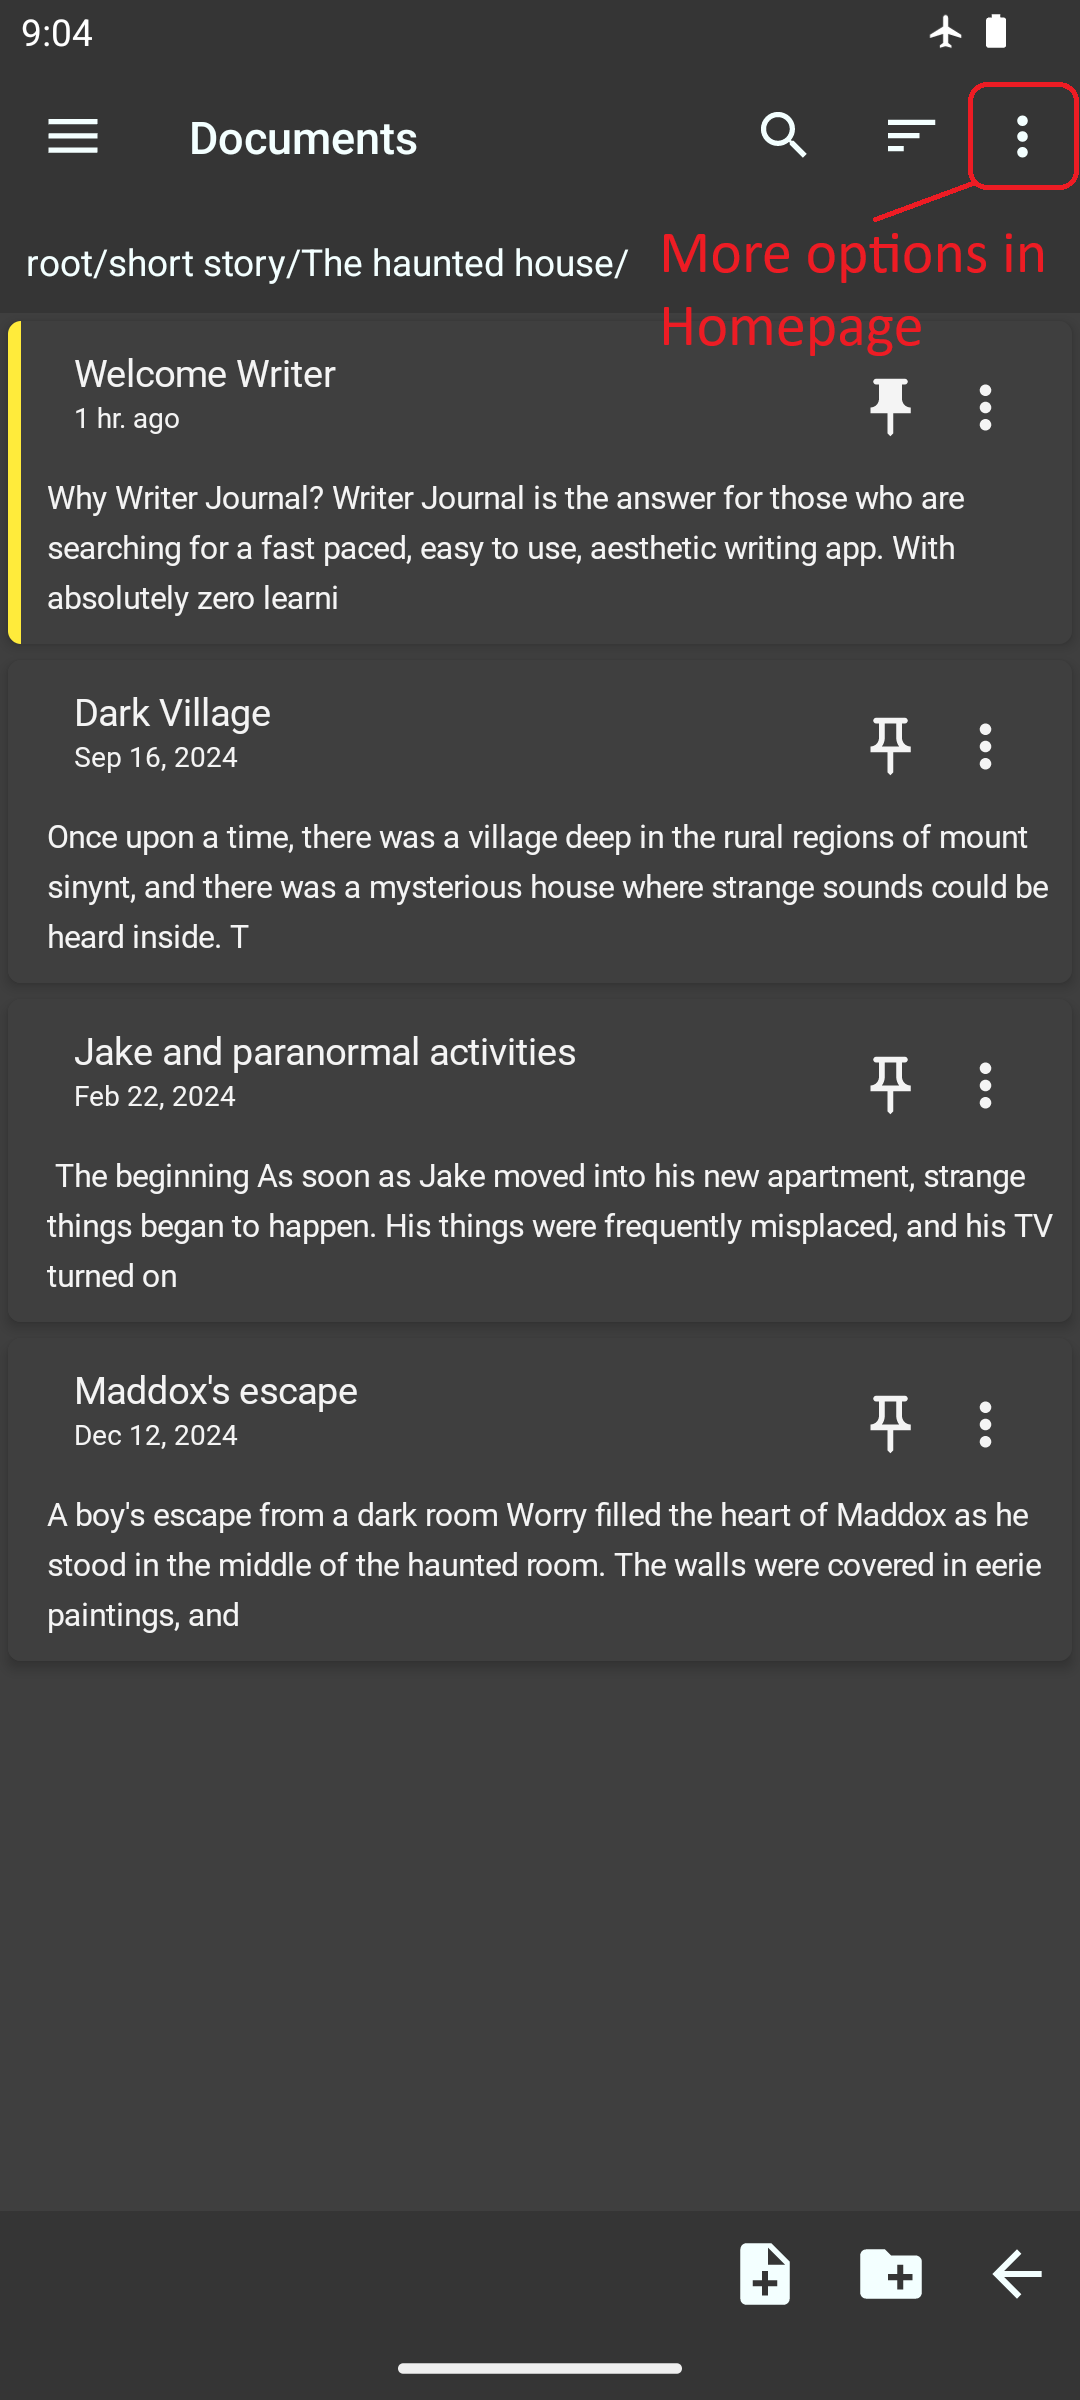 9:04
Documents
root/short story/The haunted house/
More options in
Homepage
Welcome Writer
1 hr. ago
Why Writer Journal? Writer Journal is the answer for those who are
searching for a fast paced, easy to use, aesthetic writing app. With
absolutely zero learni
Dark Village
Sep 16, 2024
Once upon a time, there was a village deep in the rural regions of mount
sinynt, and there was a mysterious house where strange sounds could be
heard inside. T
Jake and paranormal activities
Feb 22, 2024
The beginning As soon as Jake moved into his new apartment, strange
things began to happen. His things were frequently misplaced, and his TV
turned on
Maddox's escape
Dec 12, 2024
A boy's escape from a dark room Worry filled the heart of Maddox as he
stood in the middle of the haunted room. The walls were covered in eerie
paintings, and